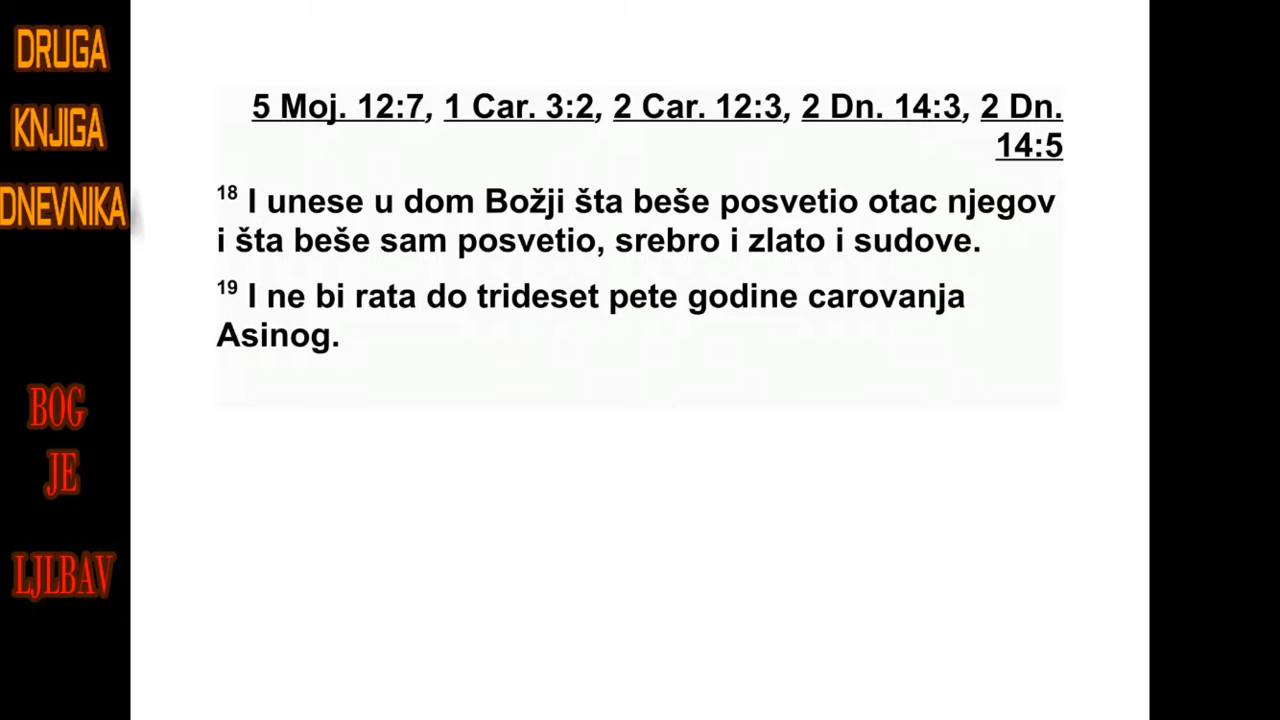 DRUGA
KNJIGA
DNEVNIKA
BOG
JE
LJLBAV
5 Moj. 12:7, 1 Car. 3:2, 2 Car. 12:3, 2 Dn. 14:3, 2 Dn.
14:5
18 I unese u dom Božji šta beše posvetio otac njegov
i šta beše sam posvetio, srebro i zlato i sudove.
19 I ne bi rata do trideset pete godine carovanja
Asinog.